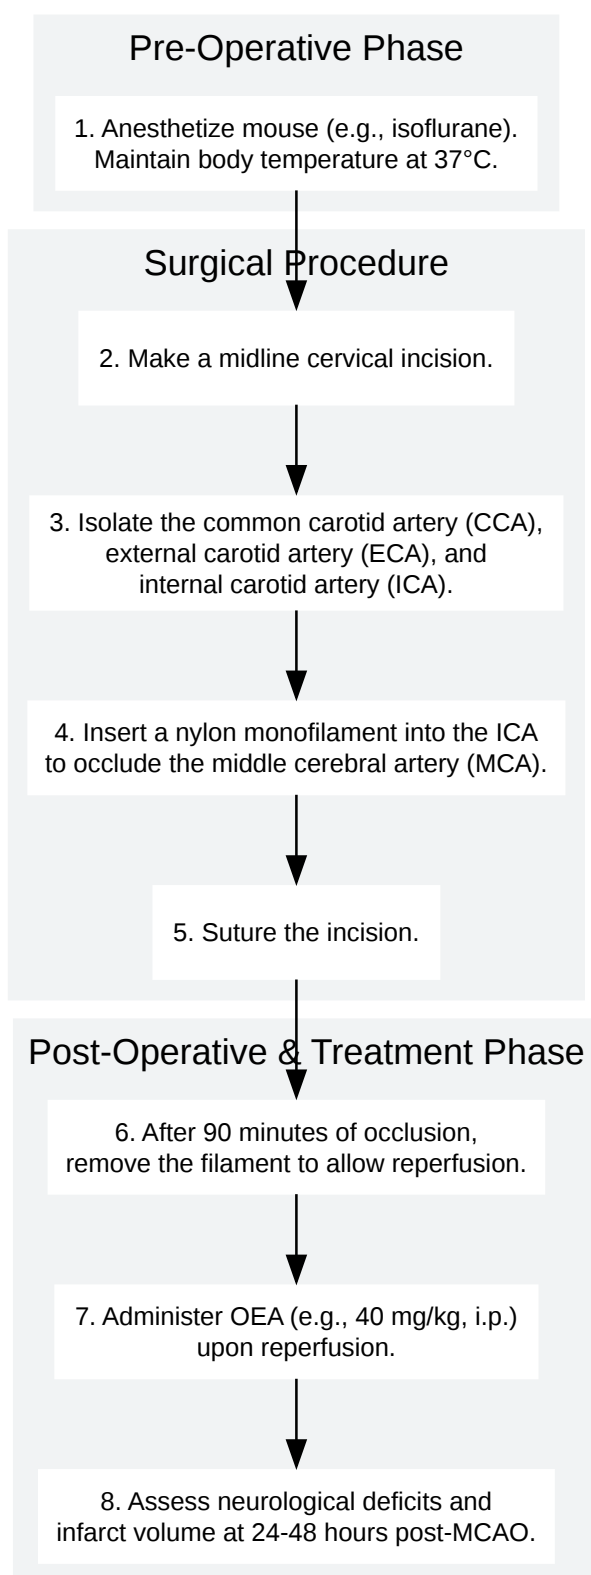 Pre-Operative Phase
1. Anesthetize mouse (e.g., isoflurane).
Maintain body temperature at 37°C.
Surgical Procedure
2. Make a midline cervical incision.
3. Isolate the common carotid artery (CCA),
external carotid artery (ECA), and
internal carotid artery (ICA).
4. Insert a nylon monofilament into the ICA
to occlude the middle cerebral artery (MCA).
5. Suture the incision.
Post-Operative & Treatment Phase
6. After 90 minutes of occlusion,
remove the filament to allow reperfusion.
7. Administer OEA (e.g., 40 mg/kg, i.p.)
upon reperfusion.
8. Assess neurological deficits and
infarct volume at 24-48 hours post-MCAO.